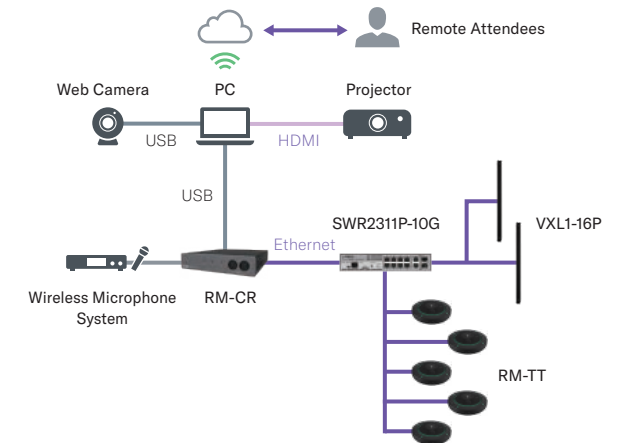 Remote Attendees
Web Camera
PC
Projector
USB
HDMI
USB
SWR2311P-10G
VXL1-16P
Ethernet
Wireless Microphone
System
RM-CR
RM-TT